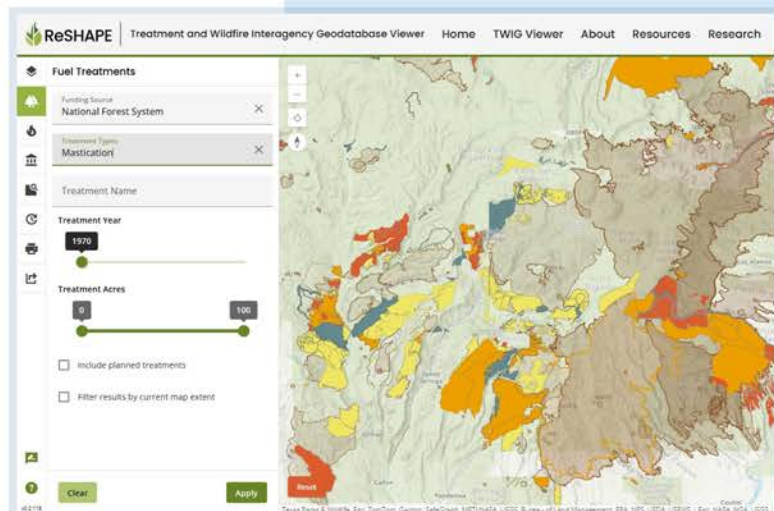 ReSHAPE
Treatment and Wildfire Interagency Geodatabase Viewer
Home TWIG Viewer About Resources Research
Fuel Treatments
Funding Source
National Forest System
Treatment Types
Mastication
Treatment Name
Treatment Year
1970
Treatment Acres
0 100
Include planned treatments
Filter results by current map extent
Clear Apply
Reset